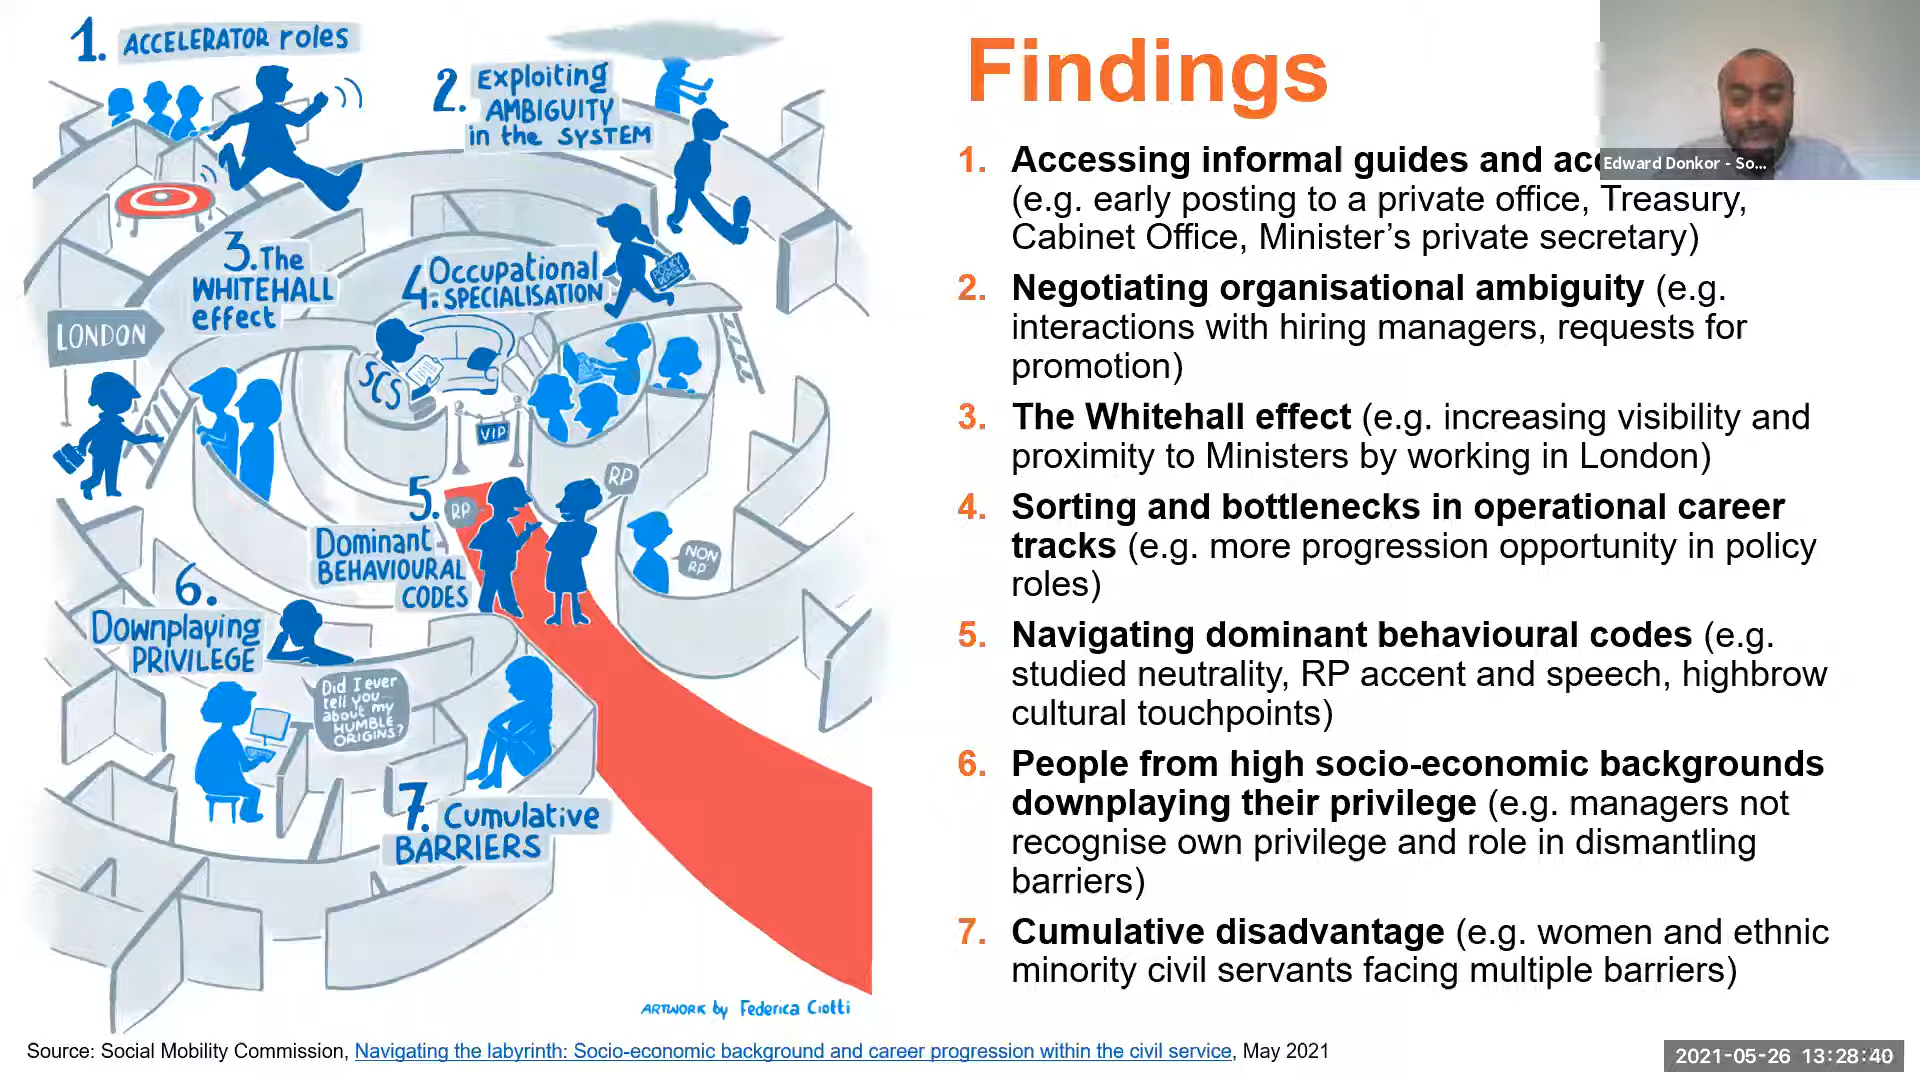 1. ACCELERATOR roles
2. Exploiting
AMBIGUITY
in the SYSTEM
3. The
WHITEHALL
effect
4. Occupational
SPECIALISATION
LONDON
SCS
VIP
5.
Dominant
BEHAVIOURAL
CODES
RP
RP
NON
RP
6.
Downplaying
PRIVILEGE
Did I ever
tell you
about my
HUMBLE
ORIGINS?
7. Cumulative
BARRIERS
ARTWORK by Federica Ciotti
Findings
1. Accessing informal guides and
(e.g. early posting to a private office, Treasury,
Cabinet Office, Minister’s private secretary)
2. Negotiating organisational ambiguity (e.g.
interactions with hiring managers, requests for
promotion)
3. The Whitehall effect (e.g. increasing visibility and
proximity to Ministers by working in London)
4. Sorting and bottlenecks in operational career
tracks (e.g. more progression opportunity in policy
roles)
5. Navigating dominant behavioural codes (e.g.
studied neutrality, RP accent and speech, highbrow
cultural touchpoints)
6. People from high socio-economic backgrounds
downplaying their privilege (e.g. managers not
recognise own privilege and role in dismantling
barriers)
7. Cumulative disadvantage (e.g. women and ethnic
minority civil servants facing multiple barriers)
Edward Donkor - So...
Source: Social Mobility Commission, Navigating the labyrinth: Socio-economic background and career progression within the civil service, May 2021
2021-05-26 13:28:40